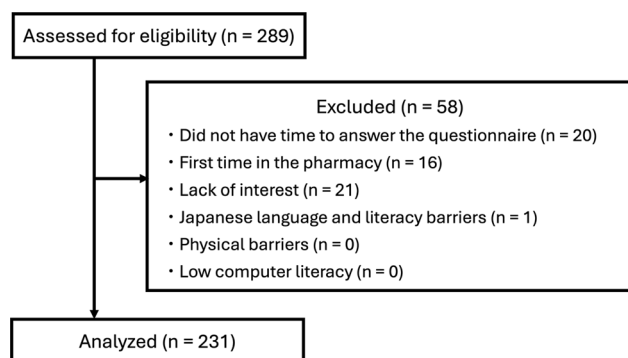 Assessed for eligibility (n = 289)
Excluded (n = 58)
・Did not have time to answer the questionnaire (n = 20)
・First time in the pharmacy (n = 16)
・Lack of interest (n = 21)
・Japanese language and literacy barriers (n = 1)
・Physical barriers (n = 0)
・Low computer literacy (n = 0)
Analyzed (n = 231)